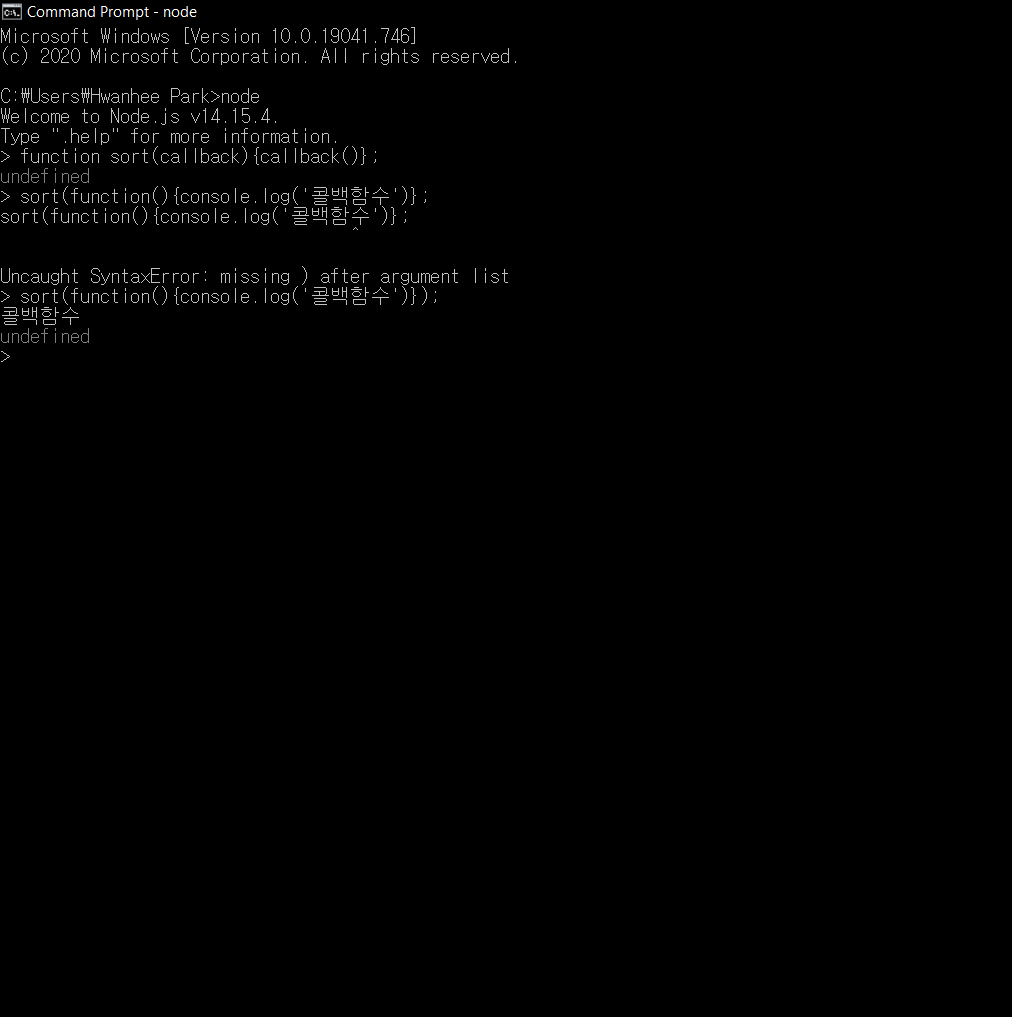 Command Prompt - node
Microsoft Windows [Version 10.0.19041.746]
(c) 2020 Microsoft Corporation. All rights reserved.
C:₩Users₩Hwanhee Park>node
Welcome to Node.js v14.15.4.
Type ".help" for more information.
> function sort(callback){callback()};
undefined
> sort(function(){console.log('콜백함수')};
sort(function(){console.log('콜백함수')};
^
Uncaught SyntaxError: missing ) after argument list
> sort(function(){console.log('콜백함수')});
콜백함수
undefined
>